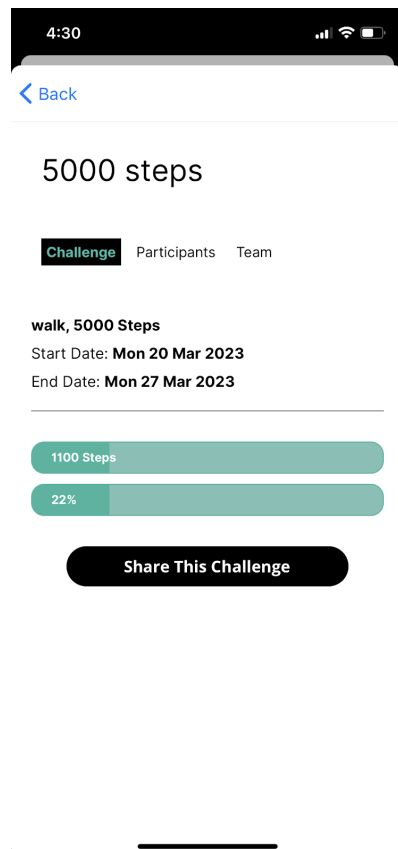 4:30
Back
5000 steps
Challenge Participants Team
walk, 5000 Steps
Start Date: Mon 20 Mar 2023
End Date: Mon 27 Mar 2023
1100 Steps
22%
Share This Challenge